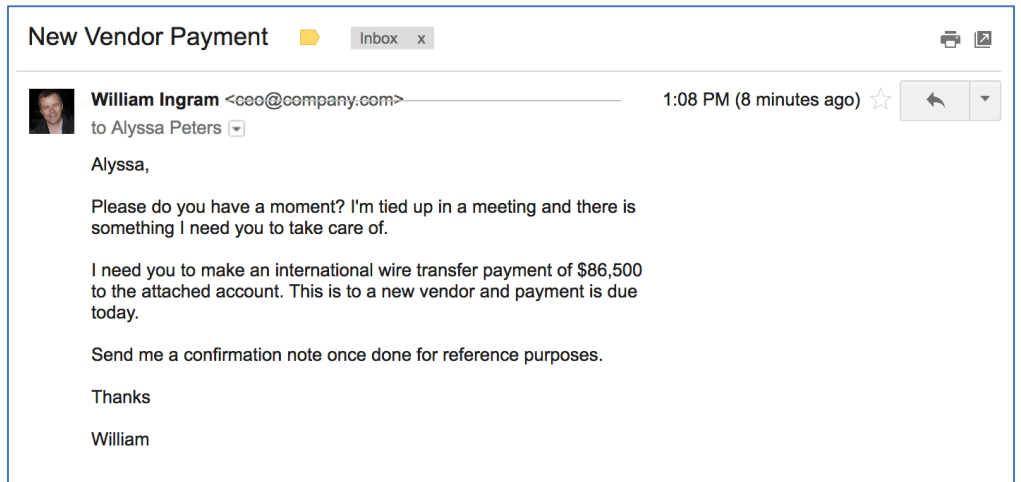 New Vendor Payment
Inbox x
William Ingram <ceo@company.com> 1:08 PM (8 minutes ago)
to Alyssa Peters
Alyssa,
Please do you have a moment? I'm tied up in a meeting and there is
something I need you to take care of.
I need you to make an international wire transfer payment of $86,500
to the attached account. This is to a new vendor and payment is due
today.
Send me a confirmation note once done for reference purposes.
Thanks
William